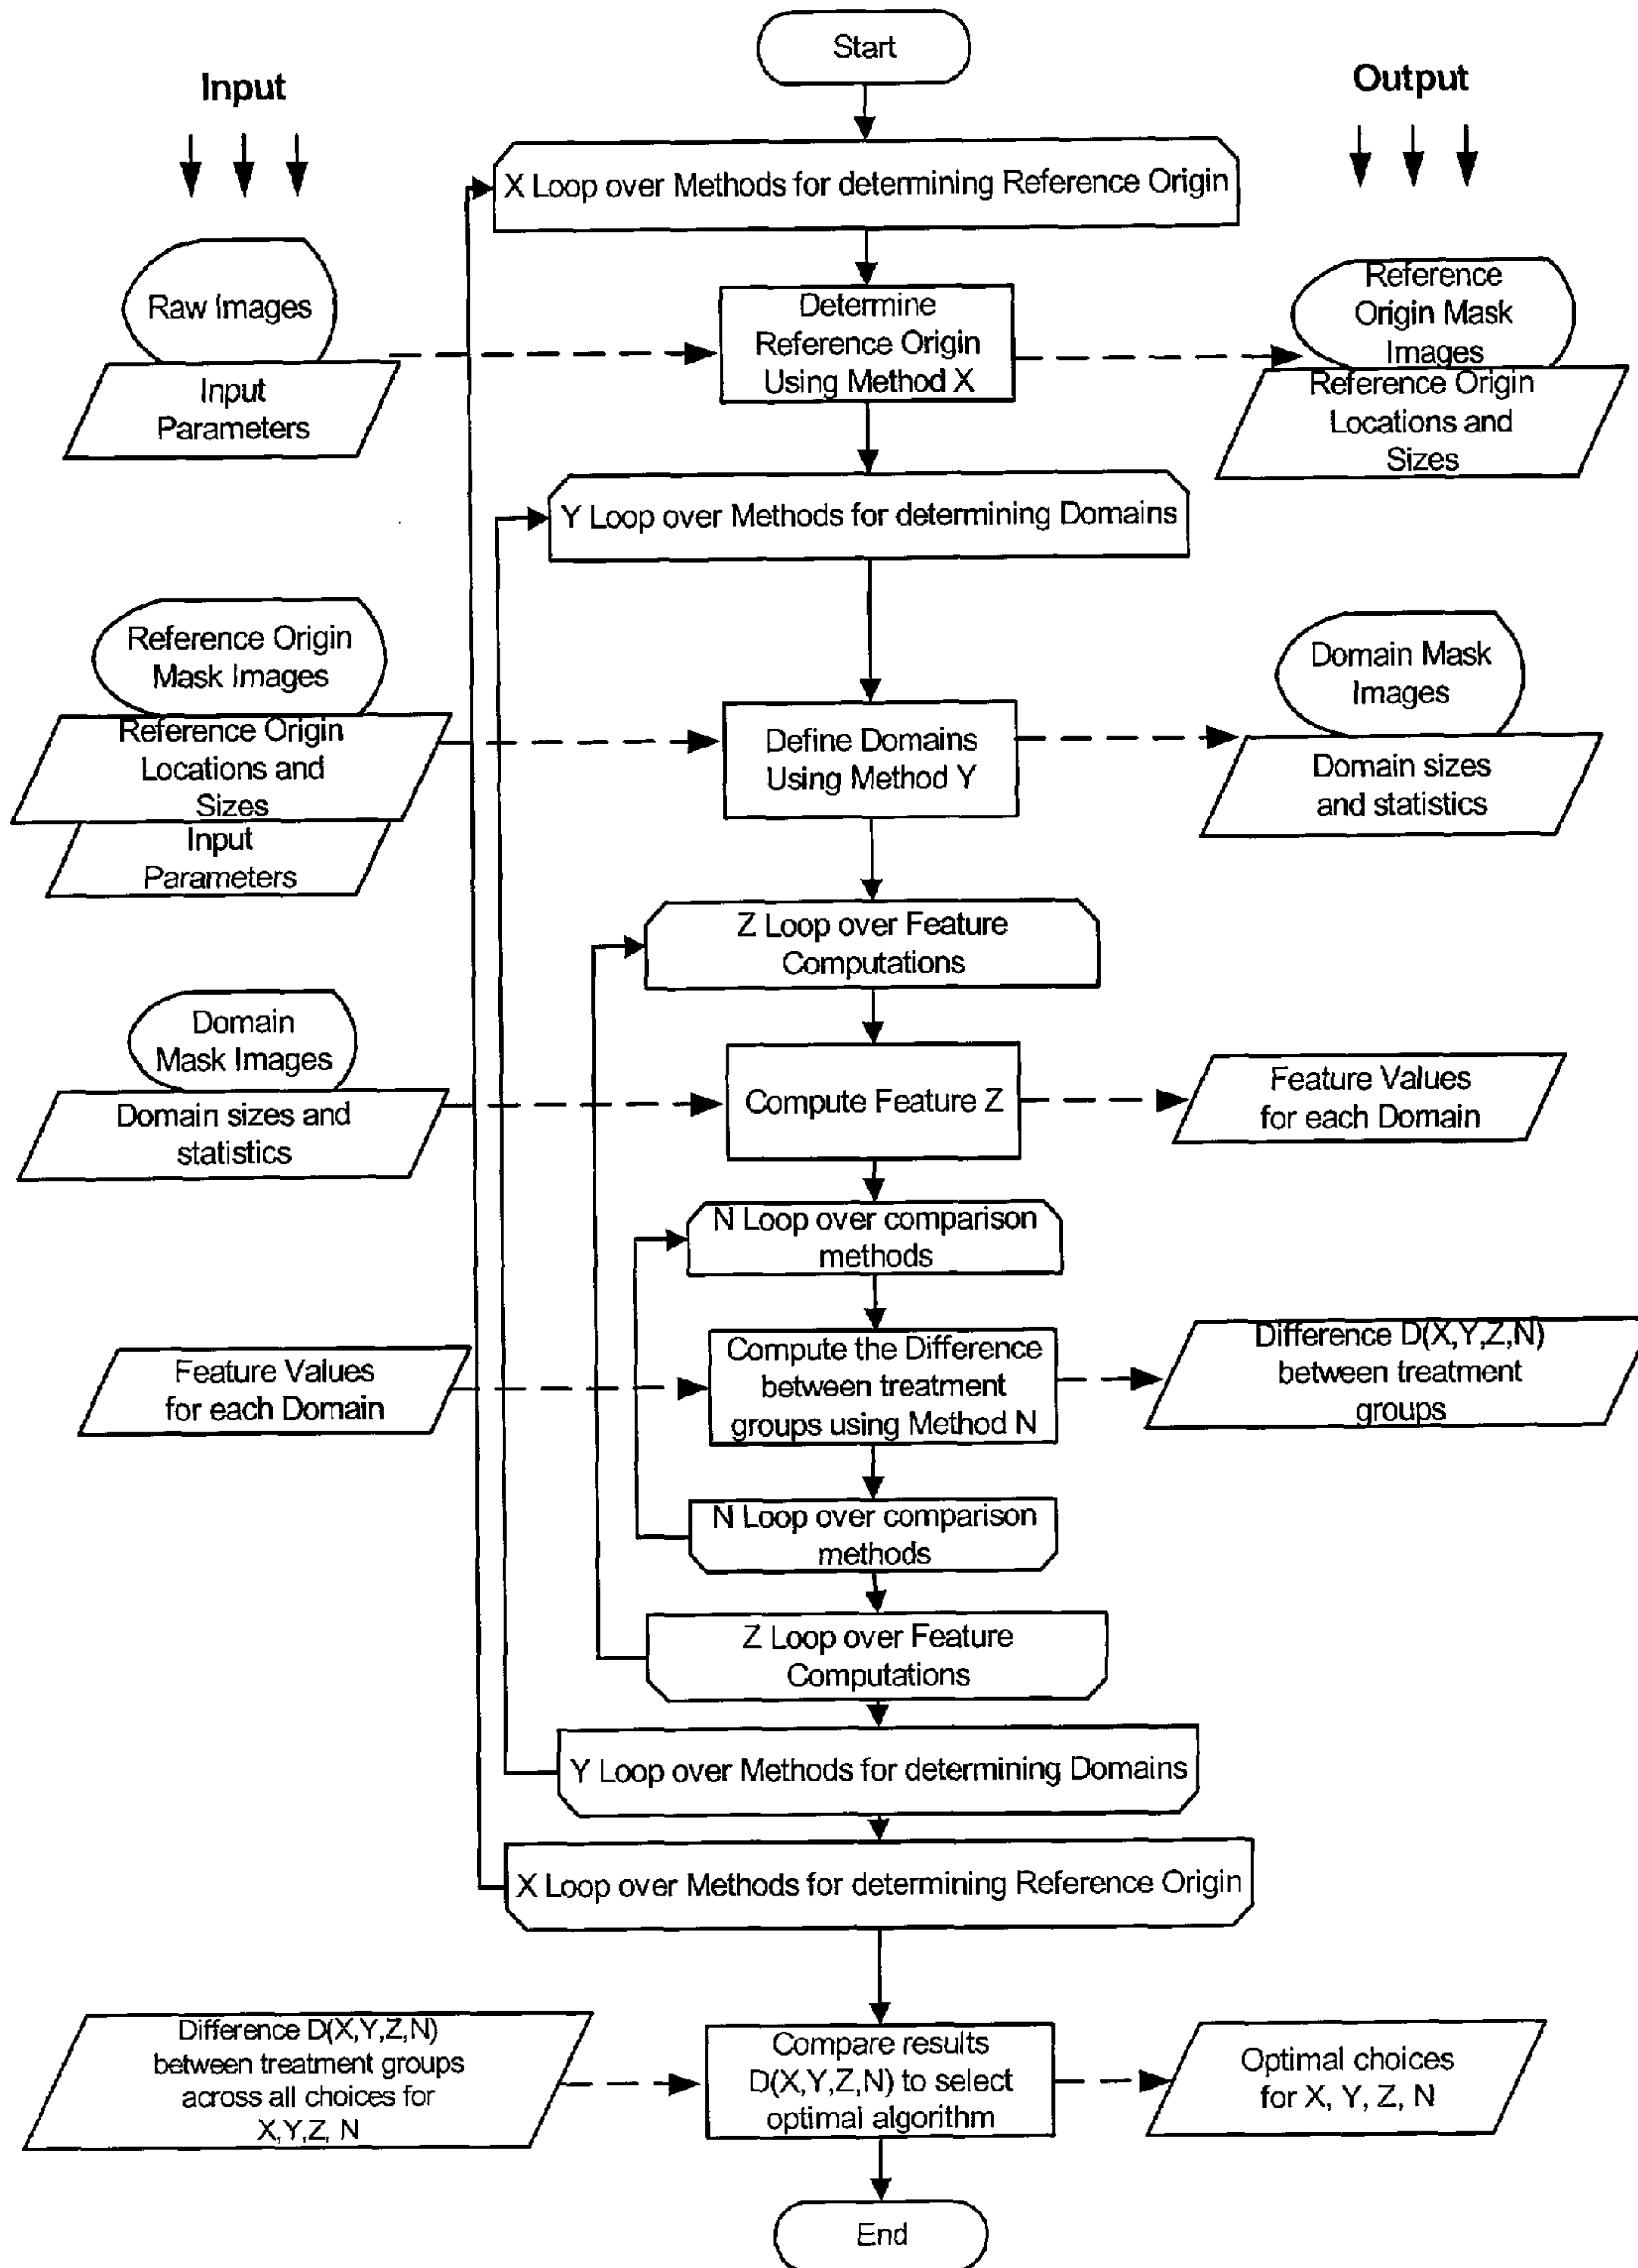 Start
Input
Output
X Loop over Methods for determining Reference Origin
Raw Images
Input
Parameters
Determine
Reference Origin
Using Method X
Reference
Origin Mask
Images
Reference Origin
Locations and
Sizes
Y Loop over Methods for determining Domains
Reference Origin
Mask Images
Reference Origin
Locations and
Sizes
Input
Parameters
Define Domains
Using Method Y
Domain Mask
Images
Domain sizes
and statistics
Z Loop over Feature
Computations
Domain
Mask Images
Domain sizes and
statistics
Compute Feature Z
Feature Values
for each Domain
N Loop over comparison
methods
Feature Values
for each Domain
Compute the Difference
between treatment
groups using Method N
Difference D(X,Y,Z,N)
between treatment
groups
N Loop over comparison
methods
Z Loop over Feature
Computations
Y Loop over Methods for determining Domains
X Loop over Methods for determining Reference Origin
Difference D(X,Y,Z,N)
between treatment groups
across all choices for
X,Y,Z, N
Compare results
D(X,Y,Z,N) to select
optimal algorithm
Optimal choices
for X, Y, Z, N
End